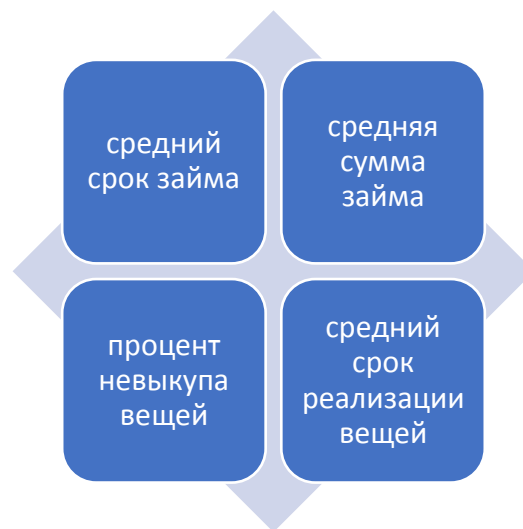 средний
срок займа
средняя
сумма
займа
процент
невыкупа
вещей
средний
срок
реализации
вещей